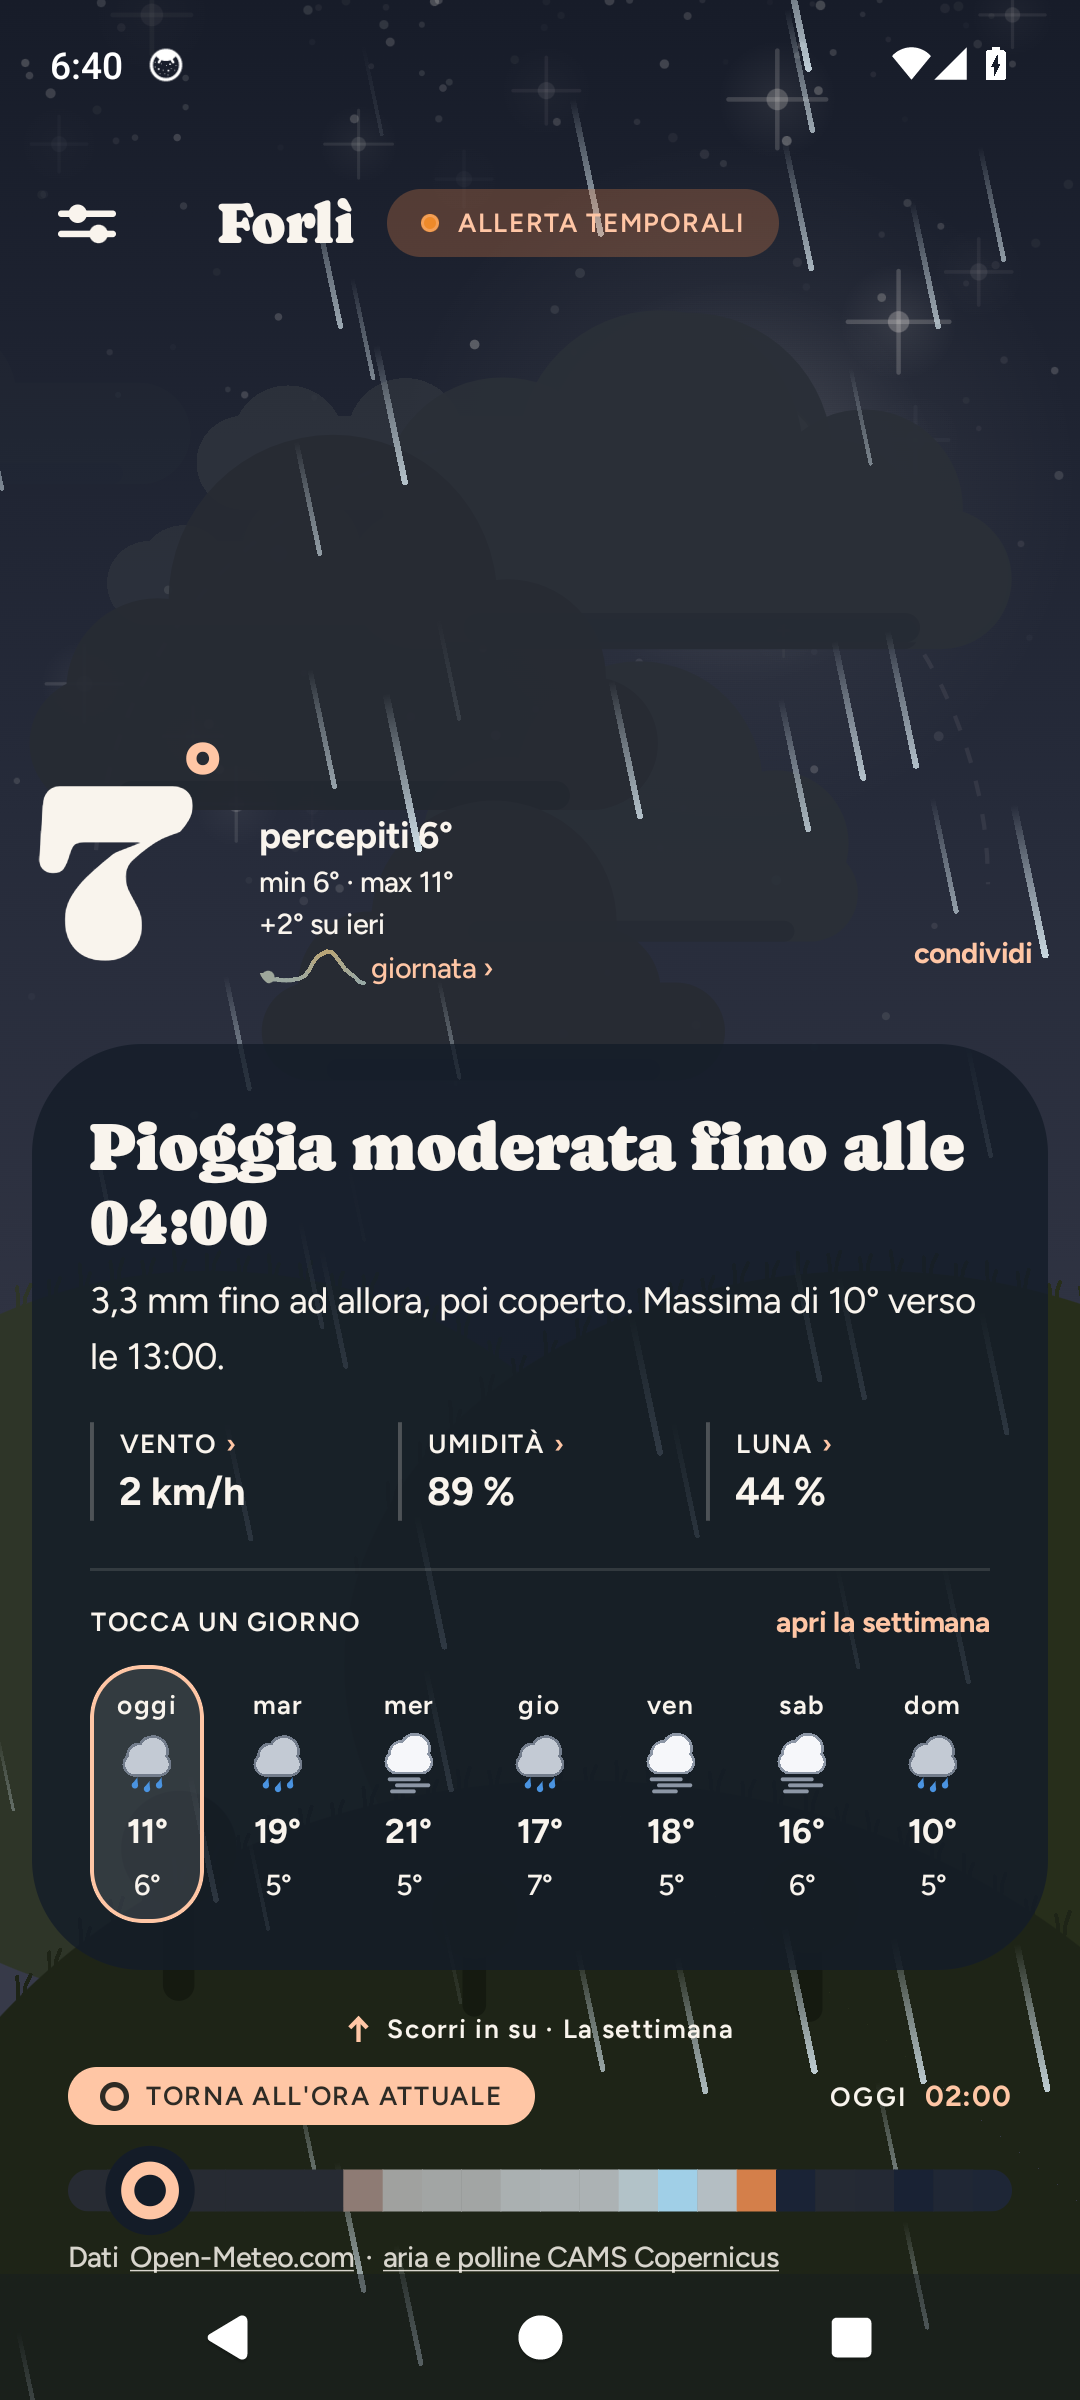 6:40
Forlì
ALLERTA TEMPORALI
7°
percepiti 6°
min 6° · max 11°
+2° su ieri
giornata ›
condividi
Pioggia moderata fino alle
04:00
3,3 mm fino ad allora, poi coperto. Massima di 10° verso
le 13:00.
VENTO › UMIDITÀ › LUNA ›
2 km/h 89 % 44 %
TOCCA UN GIORNO apri la settimana
oggi mar mer gio ven sab dom
11° 19° 21° 17° 18° 16° 10°
6° 5° 5° 7° 5° 6° 5°
↑ Scorri in su · La settimana
TORNA ALL'ORA ATTUALE OGGI 02:00
Dati Open-Meteo.com · aria e polline CAMS Copernicus